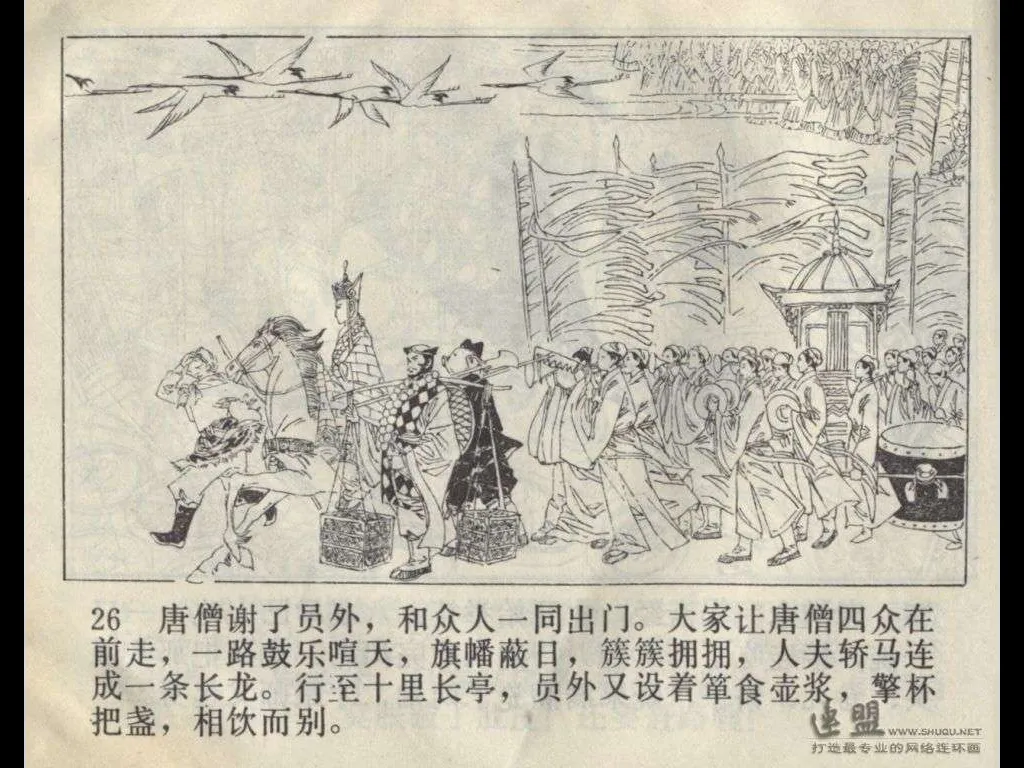 26 唐僧谢了员外，和众人一同出门。大家让唐僧四众在
前走，一路鼓乐喧天，旗幡蔽日，簇簇拥拥，人夫轿马连
成一条长龙。行至十里长亭，员外又设着箪食壶浆，擎杯
把盏，相饮而别。
连盟 WWW.SHUQU.NET
打造最专业的网络连环画